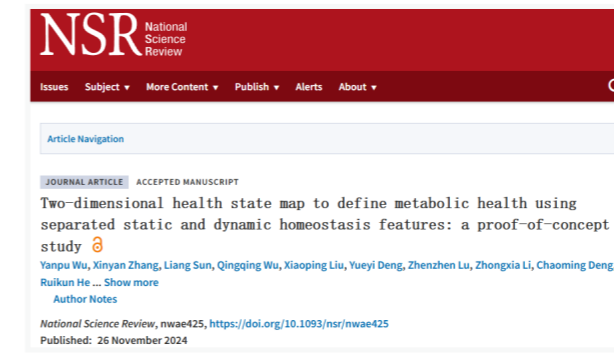 NSR National
Science
Review
Issues Subject ▾ More Content ▾ Publish ▾ Alerts About ▾
Article Navigation
JOURNAL ARTICLE ACCEPTED MANUSCRIPT
Two-dimensional health state map to define metabolic health using
separated static and dynamic homeostasis features: a proof-of-concept
study
Yanpu Wu, Xinyan Zhang, Liang Sun, Qingqing Wu, Xiaoping Liu, Yueyi Deng, Zhenzhen Lu, Zhongxia Li, Chaoming Deng,
Ruikun He ... Show more
Author Notes
National Science Review, nwae425, https://doi.org/10.1093/nsr/nwae425
Published: 26 November 2024